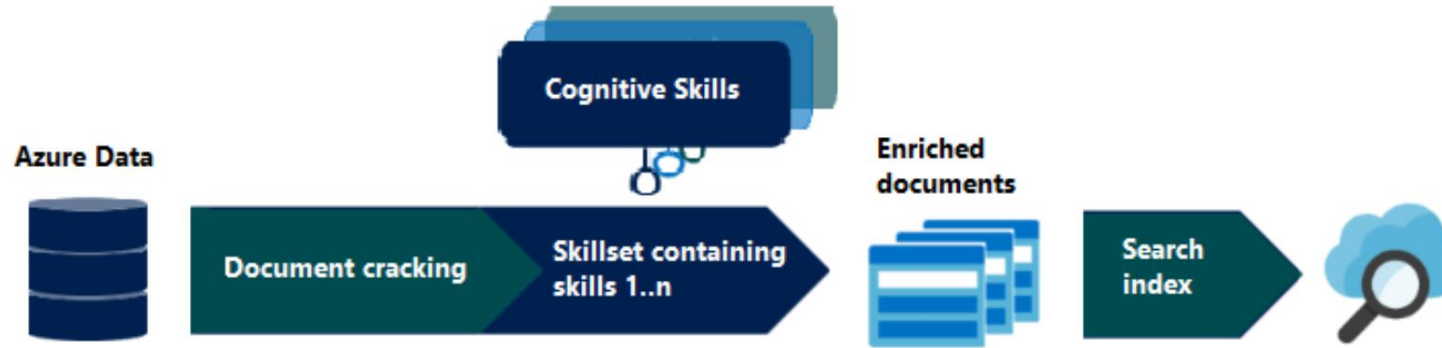 Cognitive Skills
Azure Data
Document cracking
Skillset containing
skills 1..n
Enriched
documents
Search
index